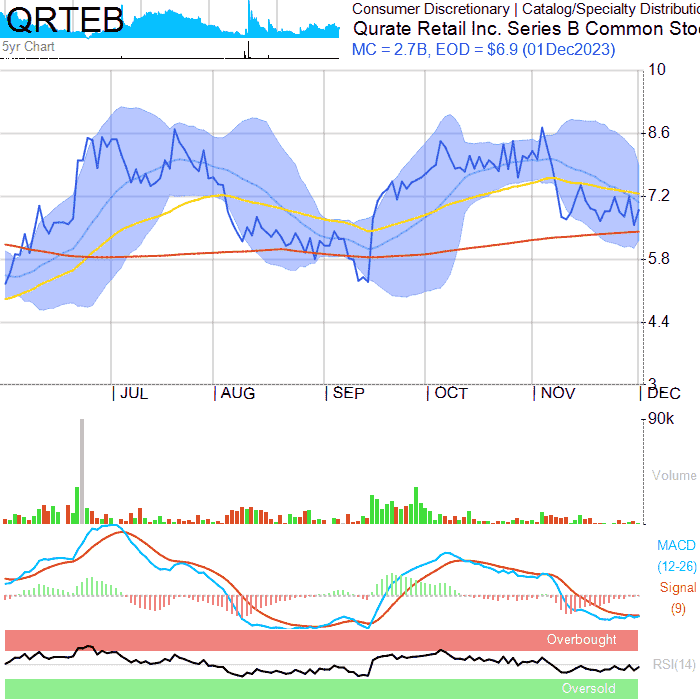 QRTEB
5yr Chart
Consumer Discretionary | Catalog/Specialty Distributio
Qurate Retail Inc. Series B Common Sto
MC = 2.7B, EOD = $6.9 (01Dec2023)
10
8.6
7.2
5.8
4.4
3
JUL AUG SEP OCT NOV DEC
90k
Volume
MACD
(12-26)
Signal
(9)
Overbought
RSI(14)
Oversold